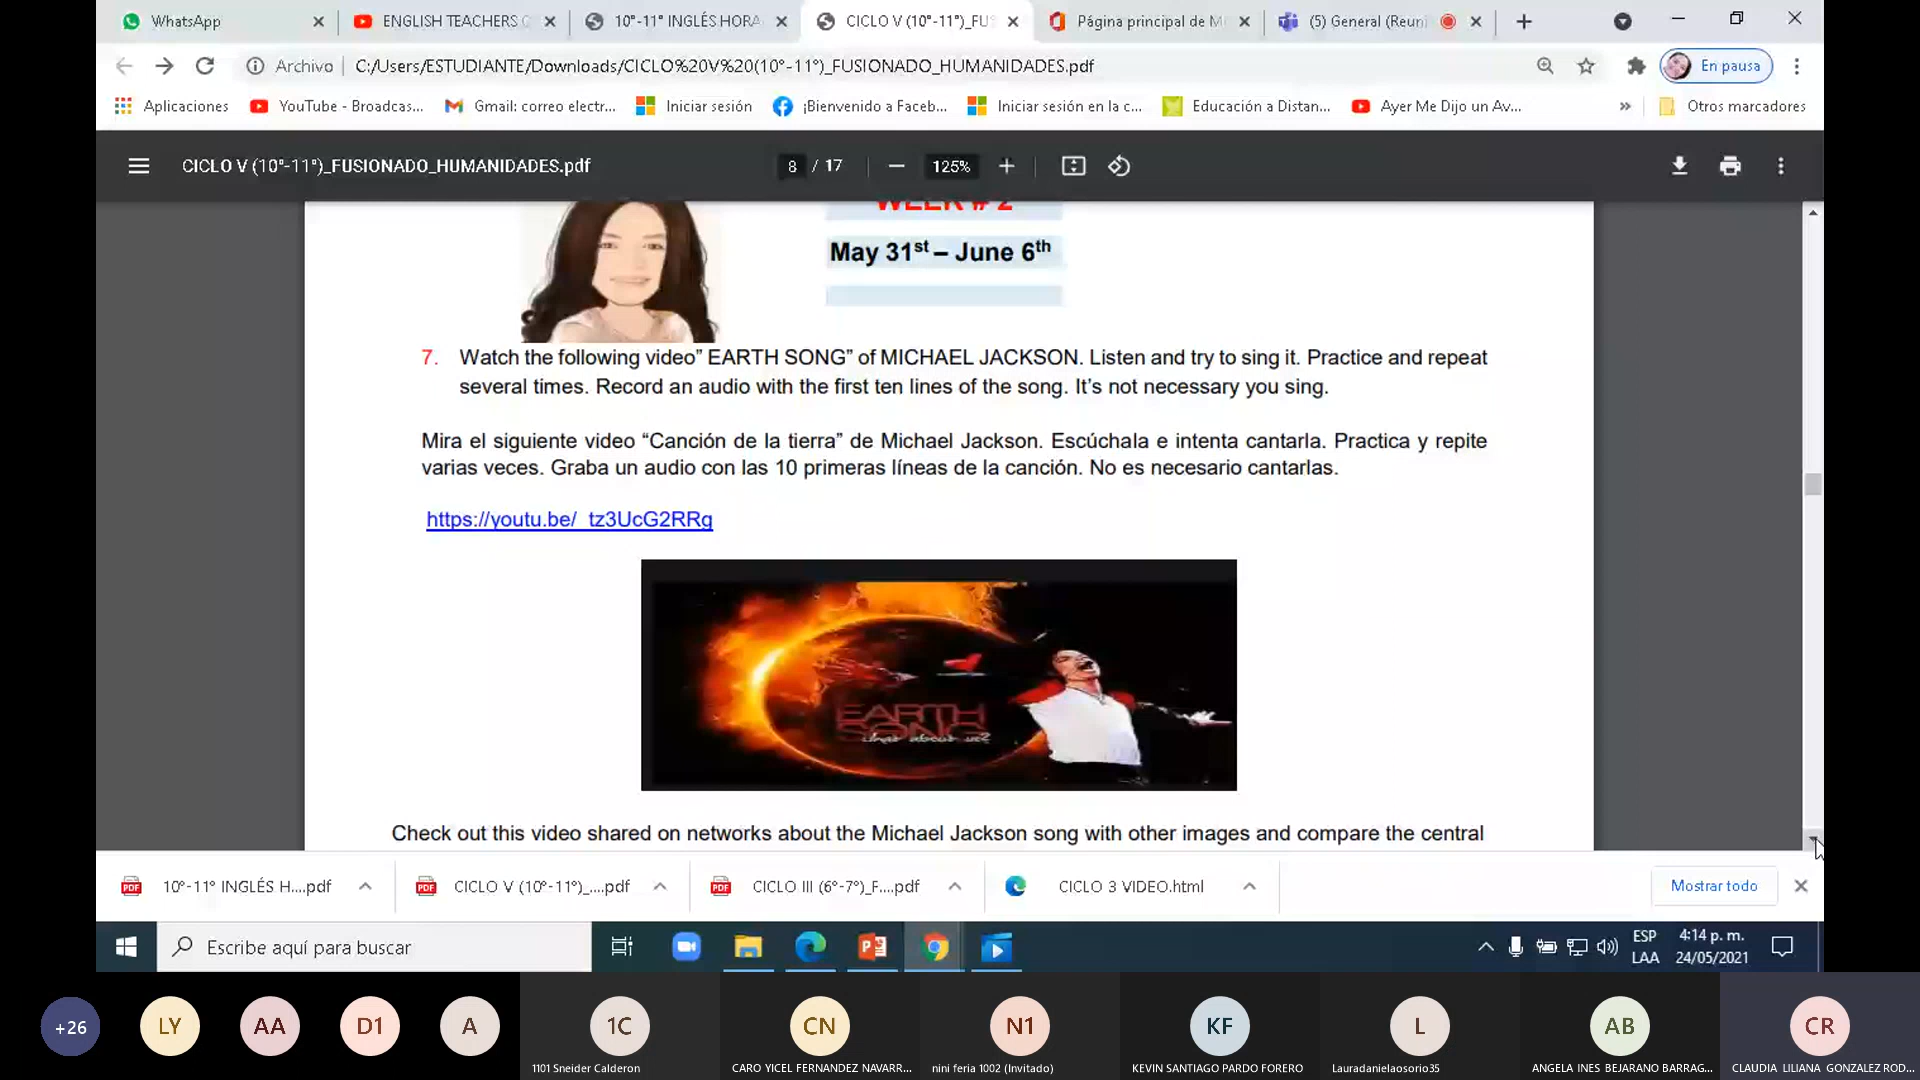 WhatsApp
ENGLISH TEACHERS
10°-11° INGLÉS HORA
CICLO V (10°-11°)_FUS
Página principal de M
(5) General (Reuni
Archivo
C:/Users/ESTUDIANTE/Downloads/CICLO%20V%20(10°-11°)_FUSIONADO_HUMANIDADES.pdf
En pausa
Aplicaciones
YouTube - Broadcas...
Gmail: correo electr...
Iniciar sesión
¡Bienvenido a Faceb...
Iniciar sesión en la c...
Educación a Distan...
Ayer Me Dijo un Av...
»
Otros marcadores
CICLO V (10°-11°)_FUSIONADO_HUMANIDADES.pdf
8 / 17
125%
WEEK # 2
May 31st – June 6th
7. Watch the following video” EARTH SONG” of MICHAEL JACKSON. Listen and try to sing it. Practice and repeat
several times. Record an audio with the first ten lines of the song. It’s not necessary you sing.
Mira el siguiente video “Canción de la tierra” de Michael Jackson. Escúchala e intenta cantarla. Practica y repite
varias veces. Graba un audio con las 10 primeras líneas de la canción. No es necesario cantarlas.
https://youtu.be/_tz3UcG2RRg
EARTH
SONG
what about us?
Check out this video shared on networks about the Michael Jackson song with other images and compare the central
10°-11° INGLÉS H....pdf
CICLO V (10°-11°)_....pdf
CICLO III (6°-7°)_F....pdf
CICLO 3 VIDEO.html
Mostrar todo
Escribe aquí para buscar
ESP
LAA
4:14 p. m.
24/05/2021
+26
LY
AA
D1
A
1C
CN
N1
KF
L
AB
CR
1101 Sneider Calderon
CARO YICEL FERNANDEZ NAVARR...
nini feria 1002 (Invitado)
KEVIN SANTIAGO PARDO FORERO
Lauradanielaosorio35
ANGELA INES BEJARANO BARRAG...
CLAUDIA LILIANA GONZALEZ ROD...